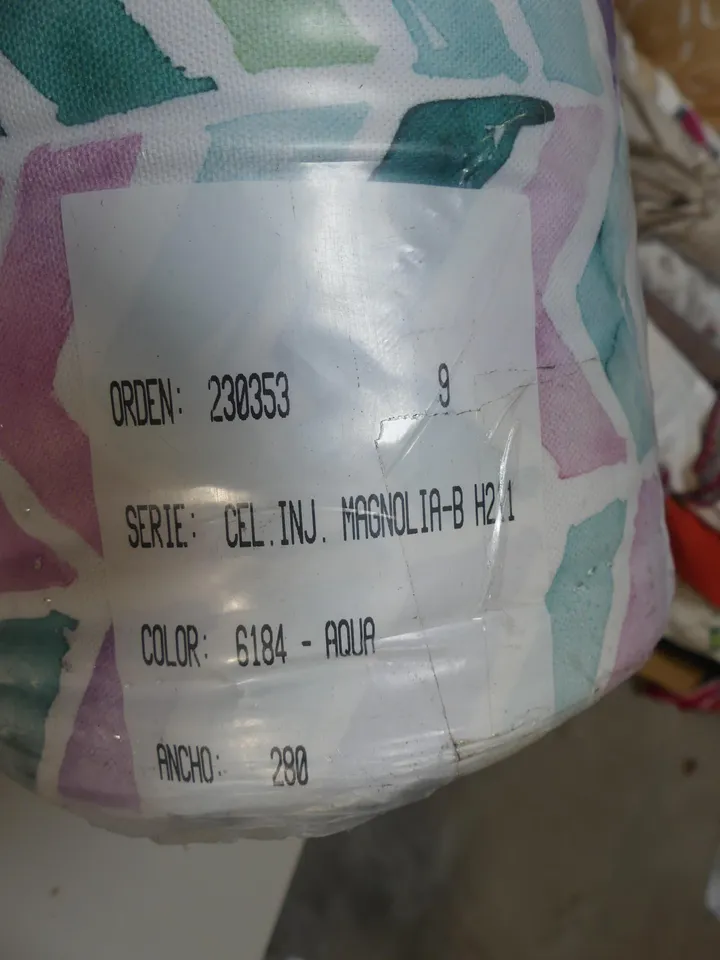 ORDEN: 230353 9
SERIE: CEL.INJ. MAGNOLIA-B
COLOR: 6184 - AQUA
ANCHO: 280